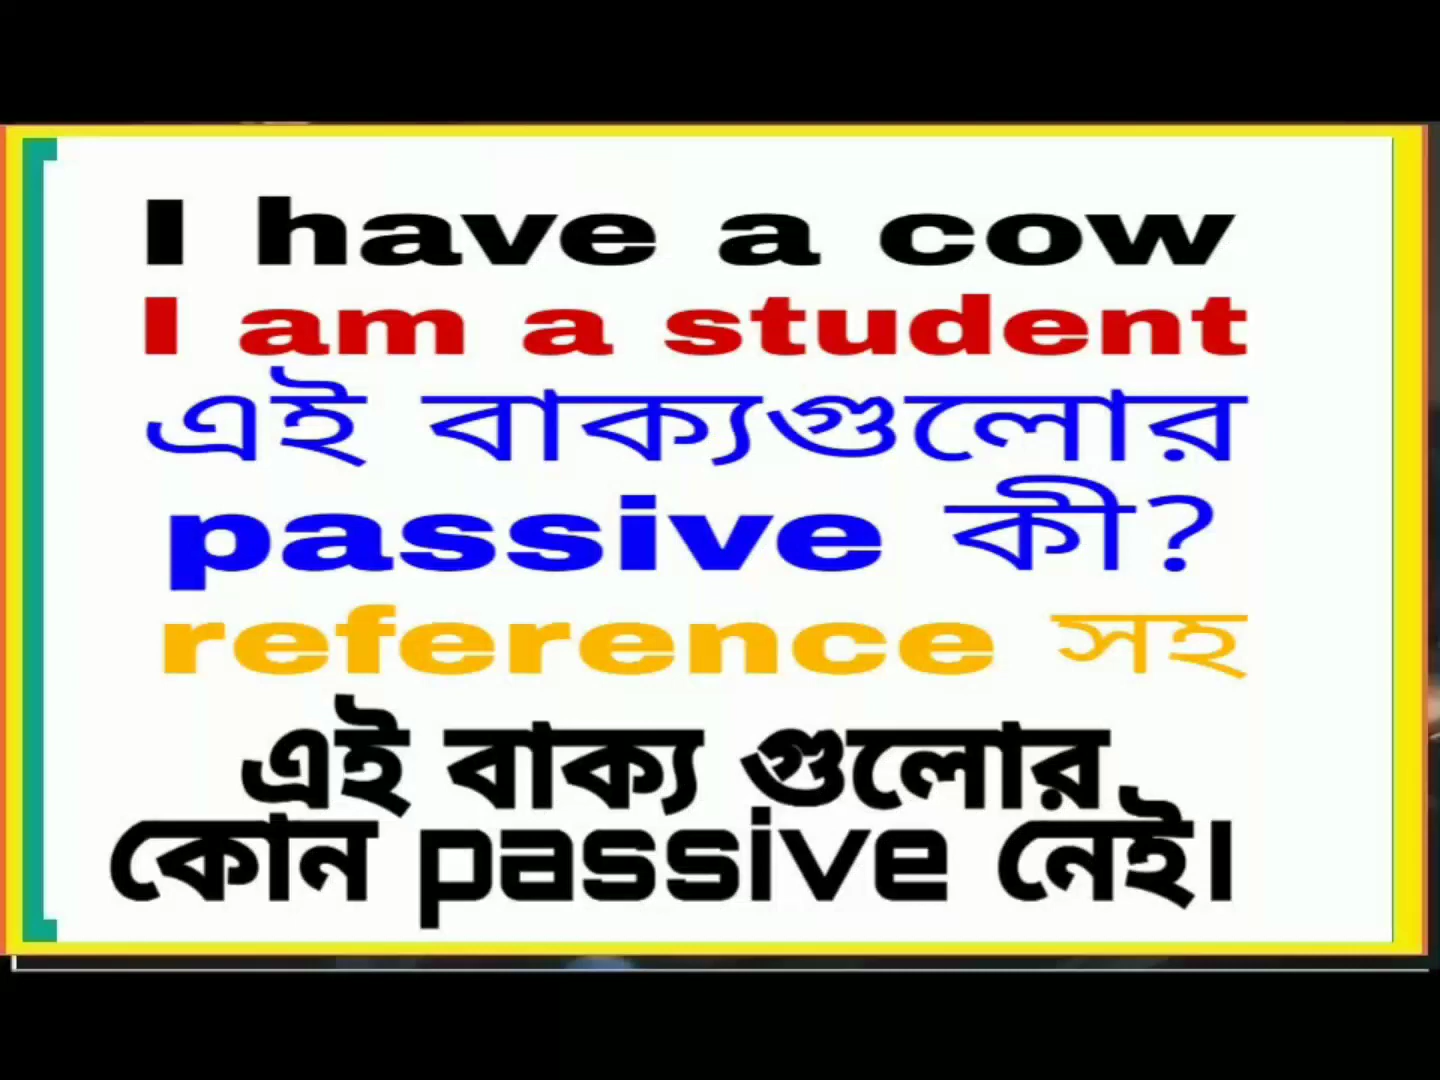 I have a cow
I am a student
এই বাক্যগুলোর
passive কী?
reference সহ
এই বাক্য গুলোর
কোন passive নেই।